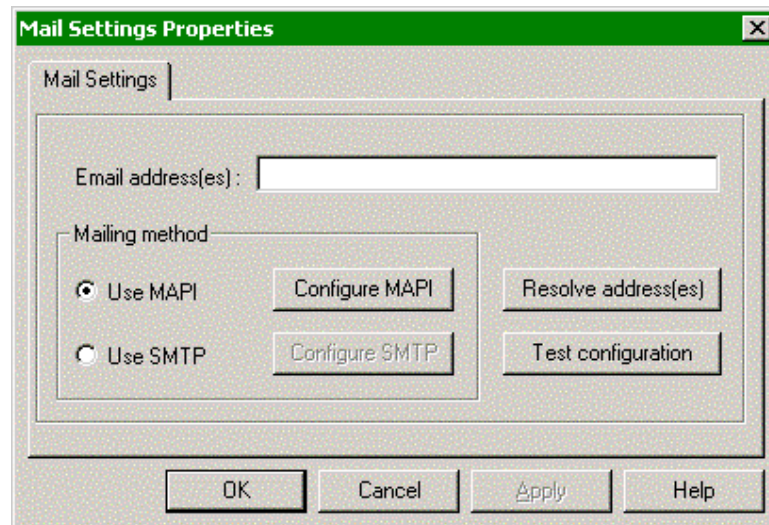 Mail Settings Properties
Mail Settings
Email address(es) :
Mailing method
Use MAPI
Configure MAPI
Resolve address(es)
Use SMTP
Configure SMTP
Test configuration
OK
Cancel
Apply
Help